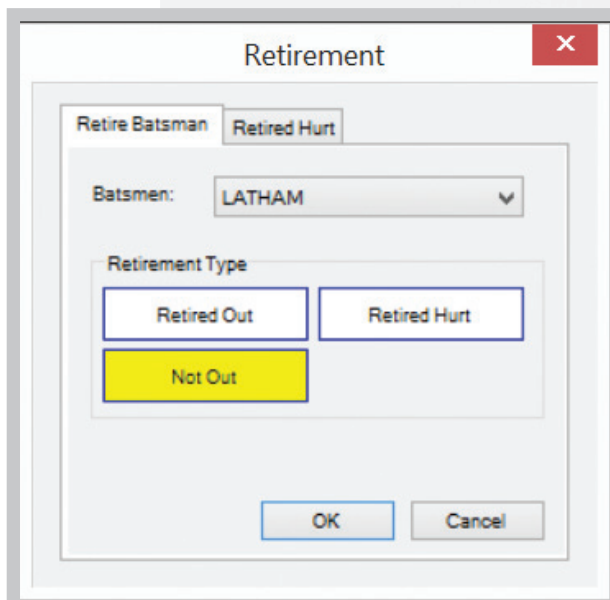 Retirement
Retire Batsman Retired Hurt
Batsmen: LATHAM
Retirement Type
Retired Out Retired Hurt
Not Out
OK Cancel